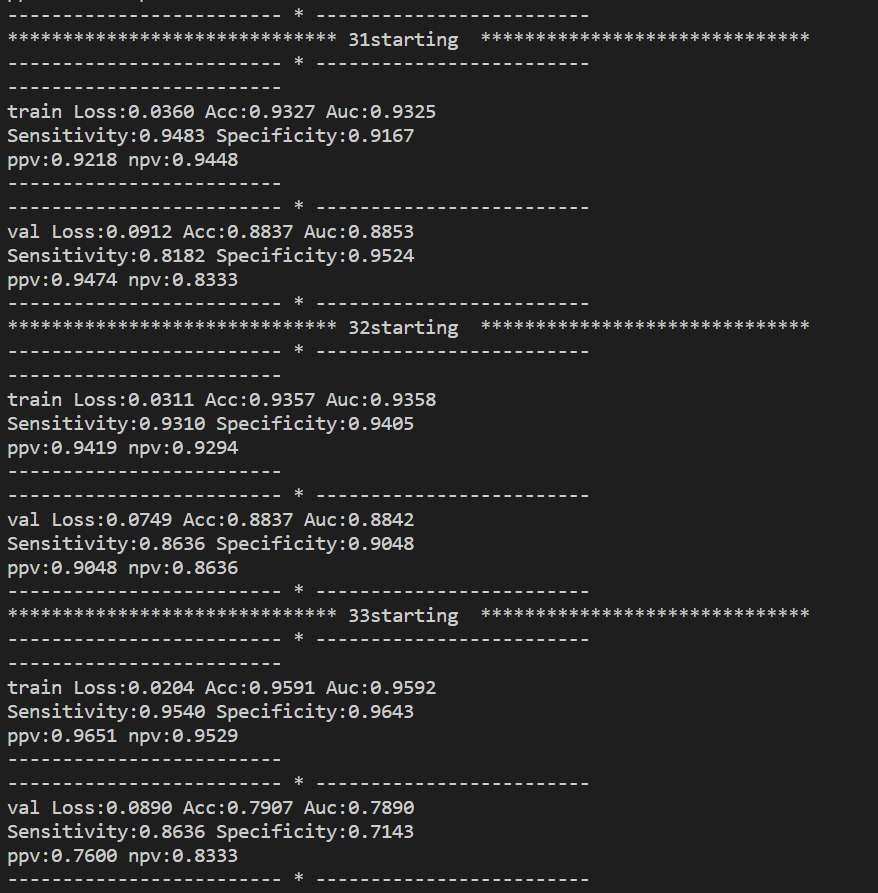 ------------------------- * -------------------------
****************************** 31starting  ******************************
------------------------- * -------------------------
-------------------------
train Loss:0.0360 Acc:0.9327 Auc:0.9325
Sensitivity:0.9483 Specificity:0.9167
ppv:0.9218 npv:0.9448
-------------------------
------------------------- * -------------------------
val Loss:0.0912 Acc:0.8837 Auc:0.8853
Sensitivity:0.8182 Specificity:0.9524
ppv:0.9474 npv:0.8333
------------------------- * -------------------------
****************************** 32starting  ******************************
------------------------- * -------------------------
-------------------------
train Loss:0.0311 Acc:0.9357 Auc:0.9358
Sensitivity:0.9310 Specificity:0.9405
ppv:0.9419 npv:0.9294
-------------------------
------------------------- * -------------------------
val Loss:0.0749 Acc:0.8837 Auc:0.8842
Sensitivity:0.8636 Specificity:0.9048
ppv:0.9048 npv:0.8636
------------------------- * -------------------------
****************************** 33starting  ******************************
------------------------- * -------------------------
-------------------------
train Loss:0.0204 Acc:0.9591 Auc:0.9592
Sensitivity:0.9540 Specificity:0.9643
ppv:0.9651 npv:0.9529
-------------------------
------------------------- * -------------------------
val Loss:0.0890 Acc:0.7907 Auc:0.7890
Sensitivity:0.8636 Specificity:0.7143
ppv:0.7600 npv:0.8333
------------------------- * -------------------------